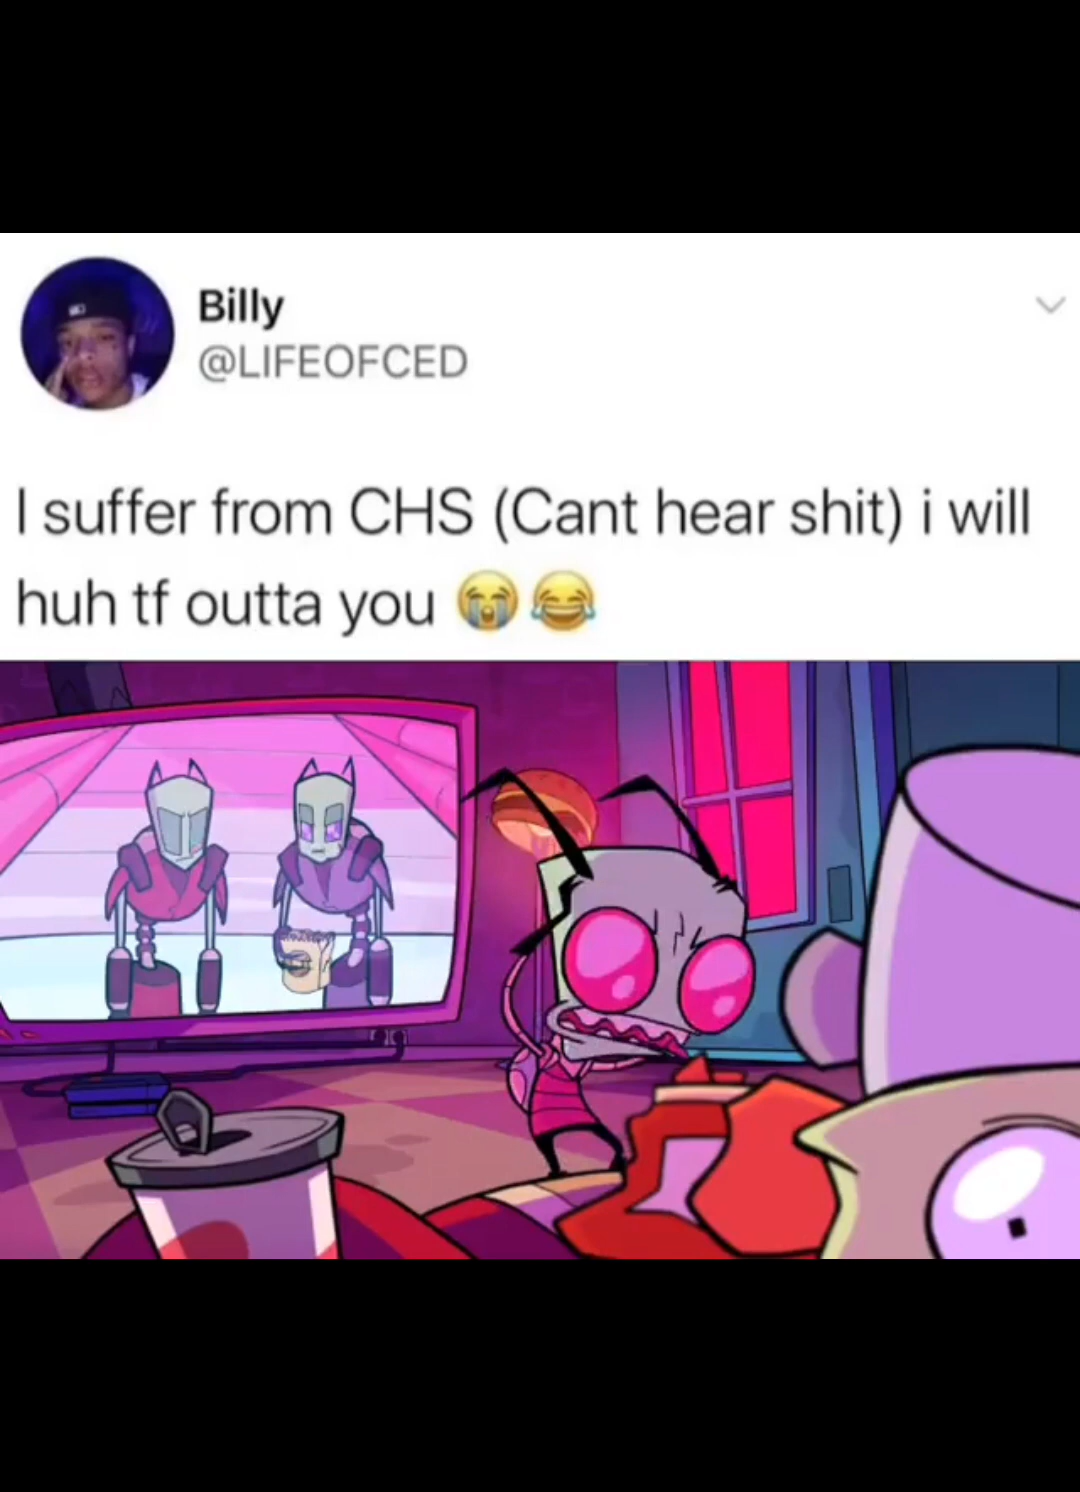 Billy
@LIFEOFCED
I suffer from CHS (Cant hear shit) i will
huh tf outta you 😭😂